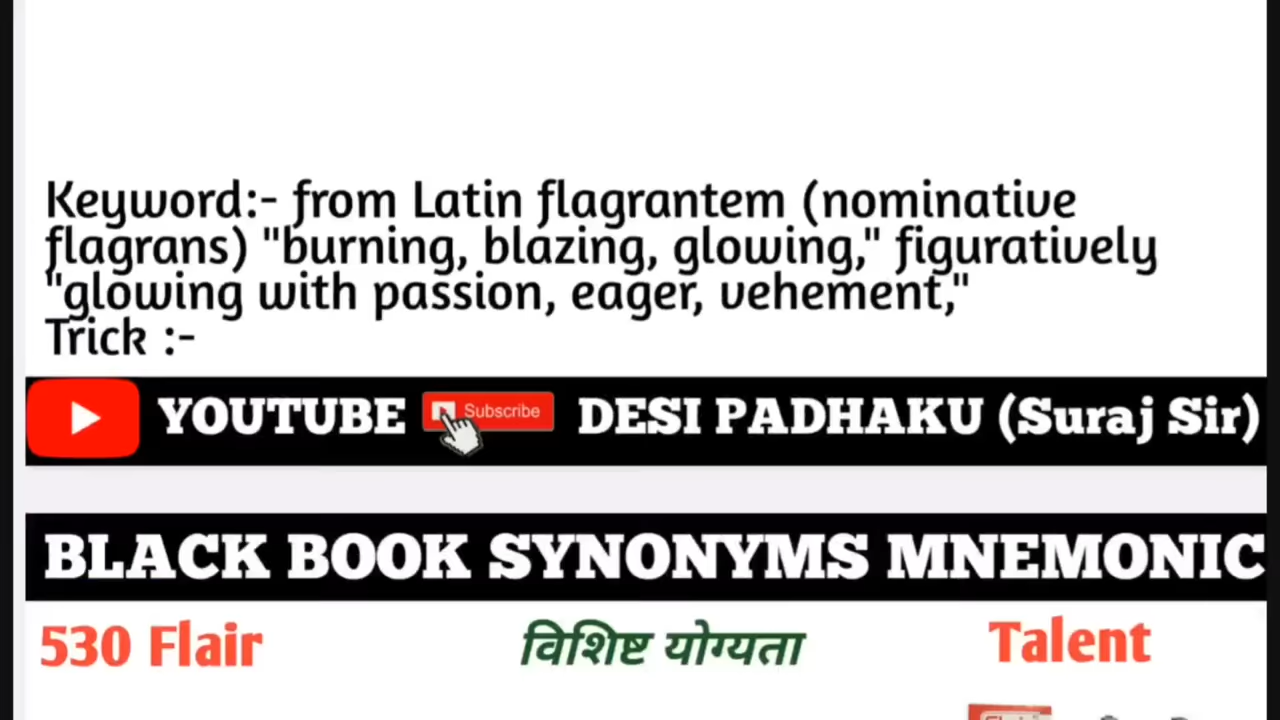 Keyword:- from Latin flagrantem (nominative
flagrans) "burning, blazing, glowing," figuratively
"glowing with passion, eager, vehement,"
Trick :-
YOUTUBE Subscribe DESI PADHAKU (Suraj Sir)
BLACK BOOK SYNONYMS MNEMONIC
530 Flair विशिष्ट योग्यता Talent